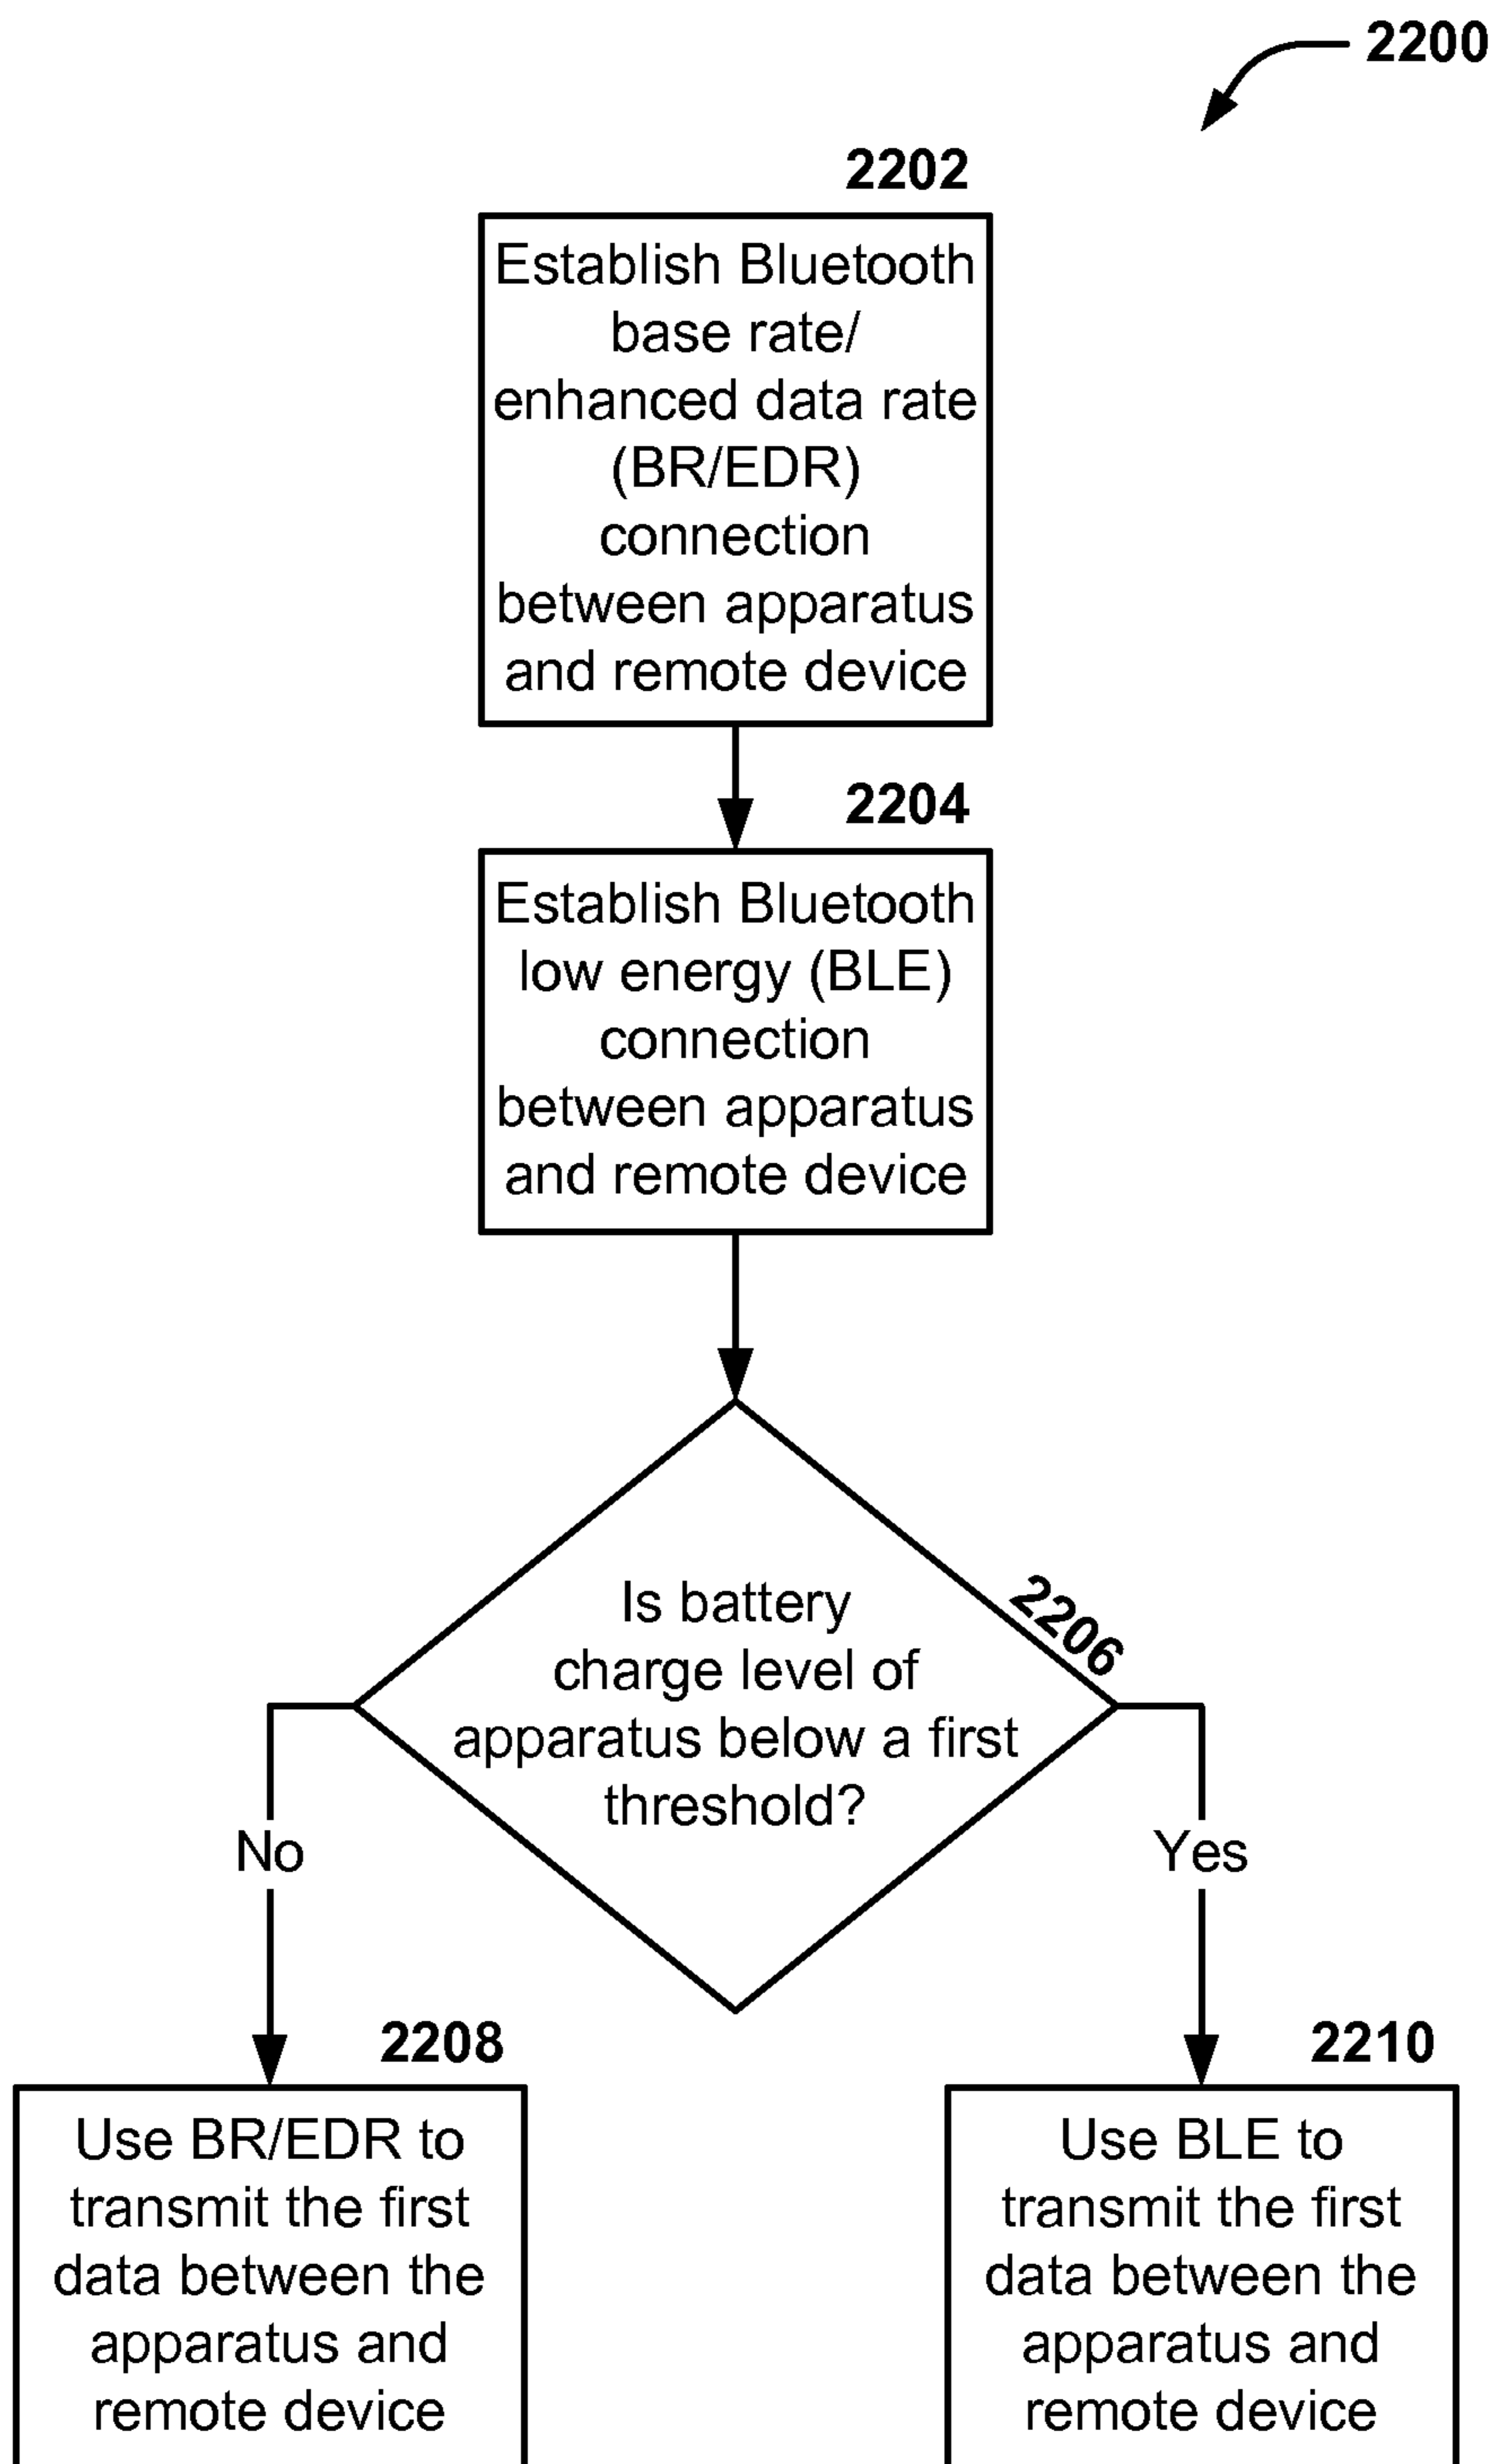 2200
2202
Establish Bluetooth
base rate/
enhanced data rate
(BR/EDR)
connection
between apparatus
and remote device
2204
Establish Bluetooth
low energy (BLE)
connection
between apparatus
and remote device
2206
Is battery
charge level of
apparatus below a first
threshold?
No
Yes
2208
Use BR/EDR to
transmit the first
data between the
apparatus and
remote device
2210
Use BLE to
transmit the first
data between the
apparatus and
remote device